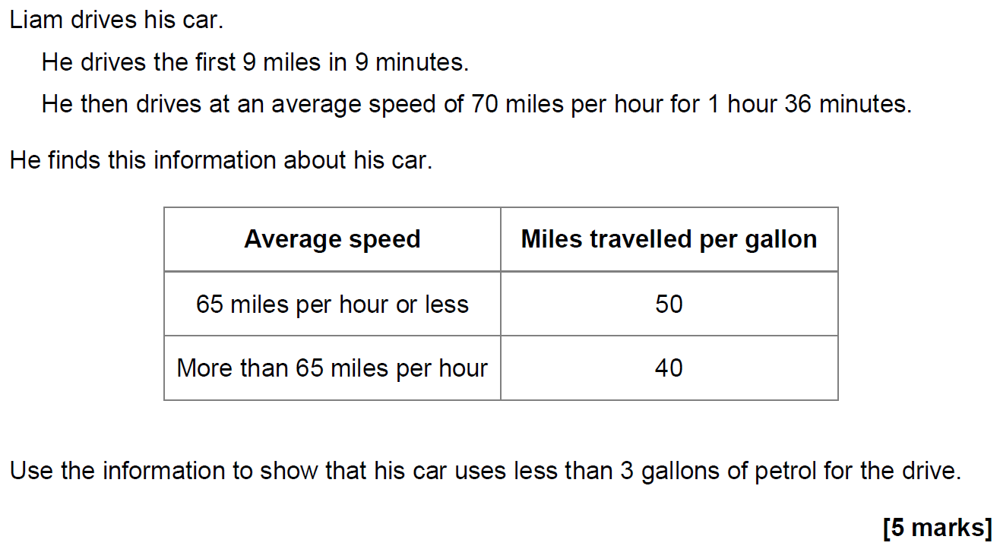 Liam drives his car.
He drives the first 9 miles in 9 minutes.
He then drives at an average speed of 70 miles per hour for 1 hour 36 minutes.
He finds this information about his car.
Average speed Miles travelled per gallon
65 miles per hour or less 50
More than 65 miles per hour 40
Use the information to show that his car uses less than 3 gallons of petrol for the drive.
[5 marks]